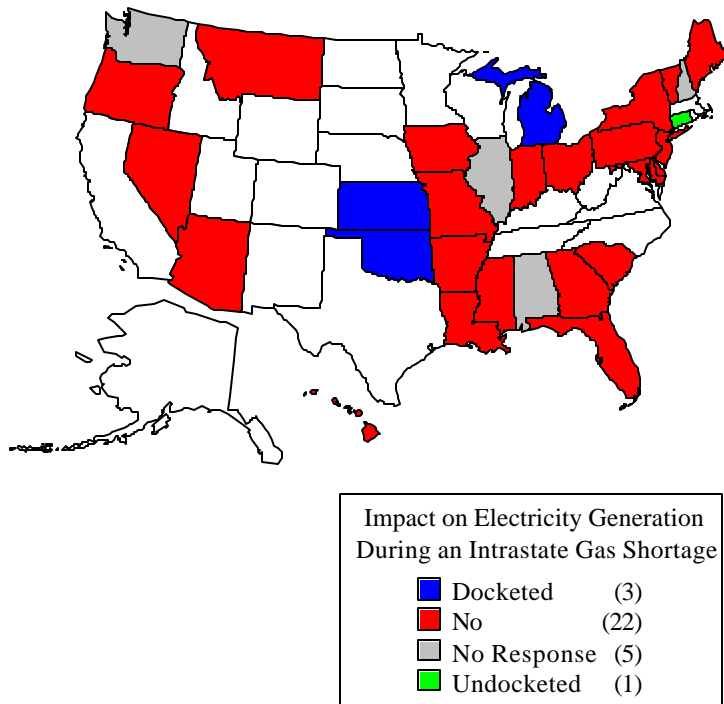 Impact on Electricity Generation
During an Intrastate Gas Shortage
Docketed (3)
No (22)
No Response (5)
Undocketed (1)